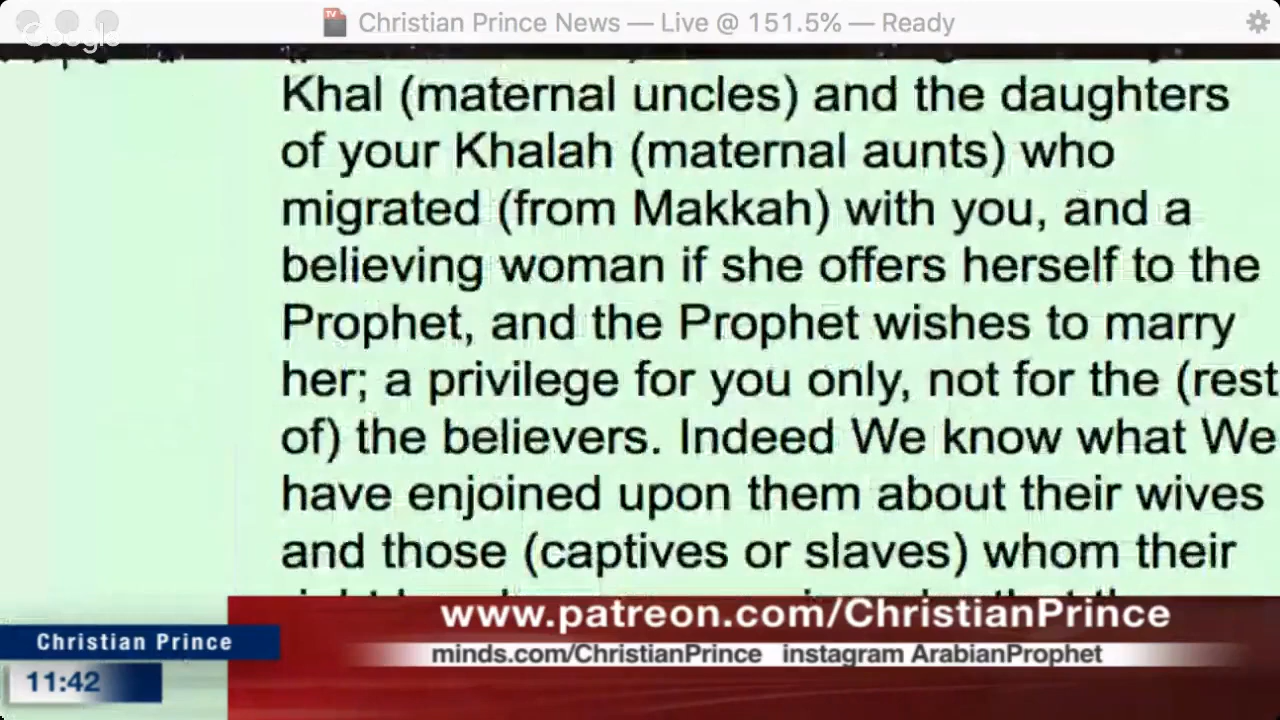 Christian Prince News — Live @ 151.5% — Ready
Google
Khal (maternal uncles) and the daughters
of your Khalah (maternal aunts) who
migrated (from Makkah) with you, and a
believing woman if she offers herself to the
Prophet, and the Prophet wishes to marry
her; a privilege for you only, not for the (rest
of) the believers. Indeed We know what We
have enjoined upon them about their wives
and those (captives or slaves) whom their
www.patreon.com/ChristianPrince
Christian Prince
minds.com/ChristianPrince instagram ArabianProphet
11:42